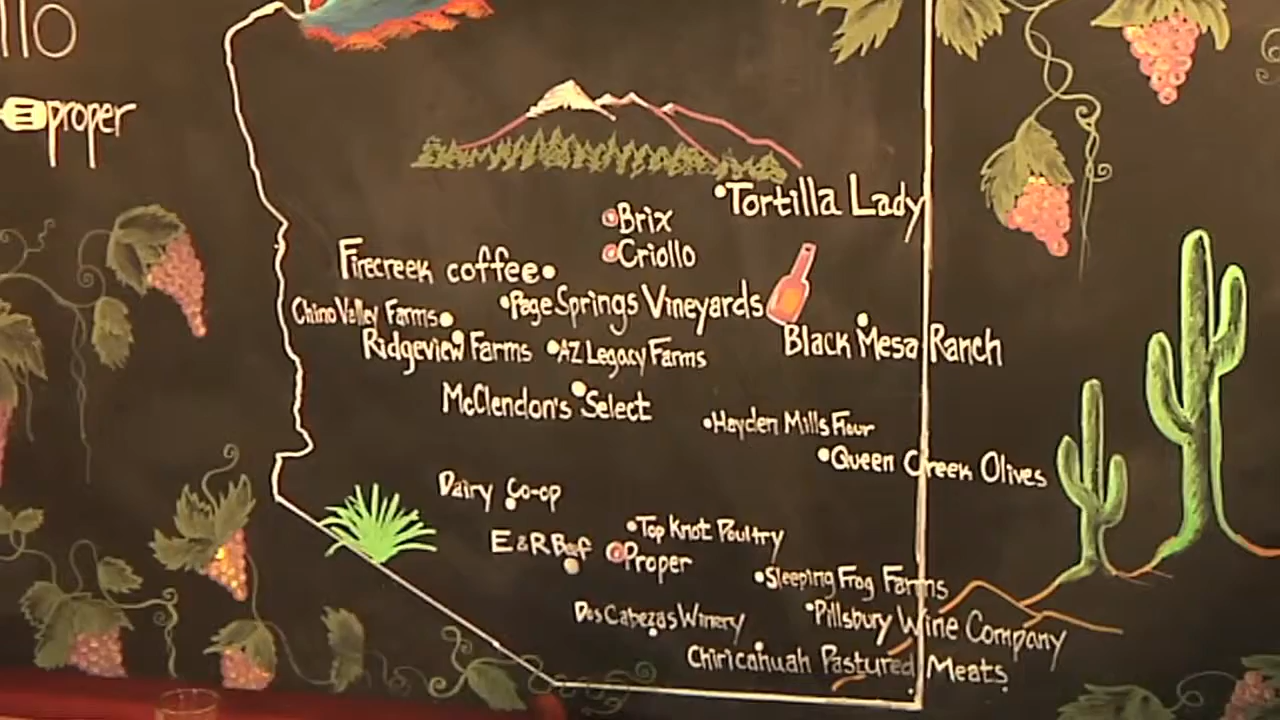 llo
proper
Tortilla Lady
Brix
Criollo
Firecreek coffee
Page Springs Vineyards
Chino Valley Farms
Black Mesa Ranch
Ridgeview Farms
AZ Legacy Farms
McClendon's Select
Hayden Mills Flour
Queen Creek Olives
Dairy Co-op
Top Knot Poultry
E & R Beef
Proper
Sleeping Frog Farms
Dos Cabezas Winery
Pillsbury Wine Company
Chiricahuah Pastured Meats